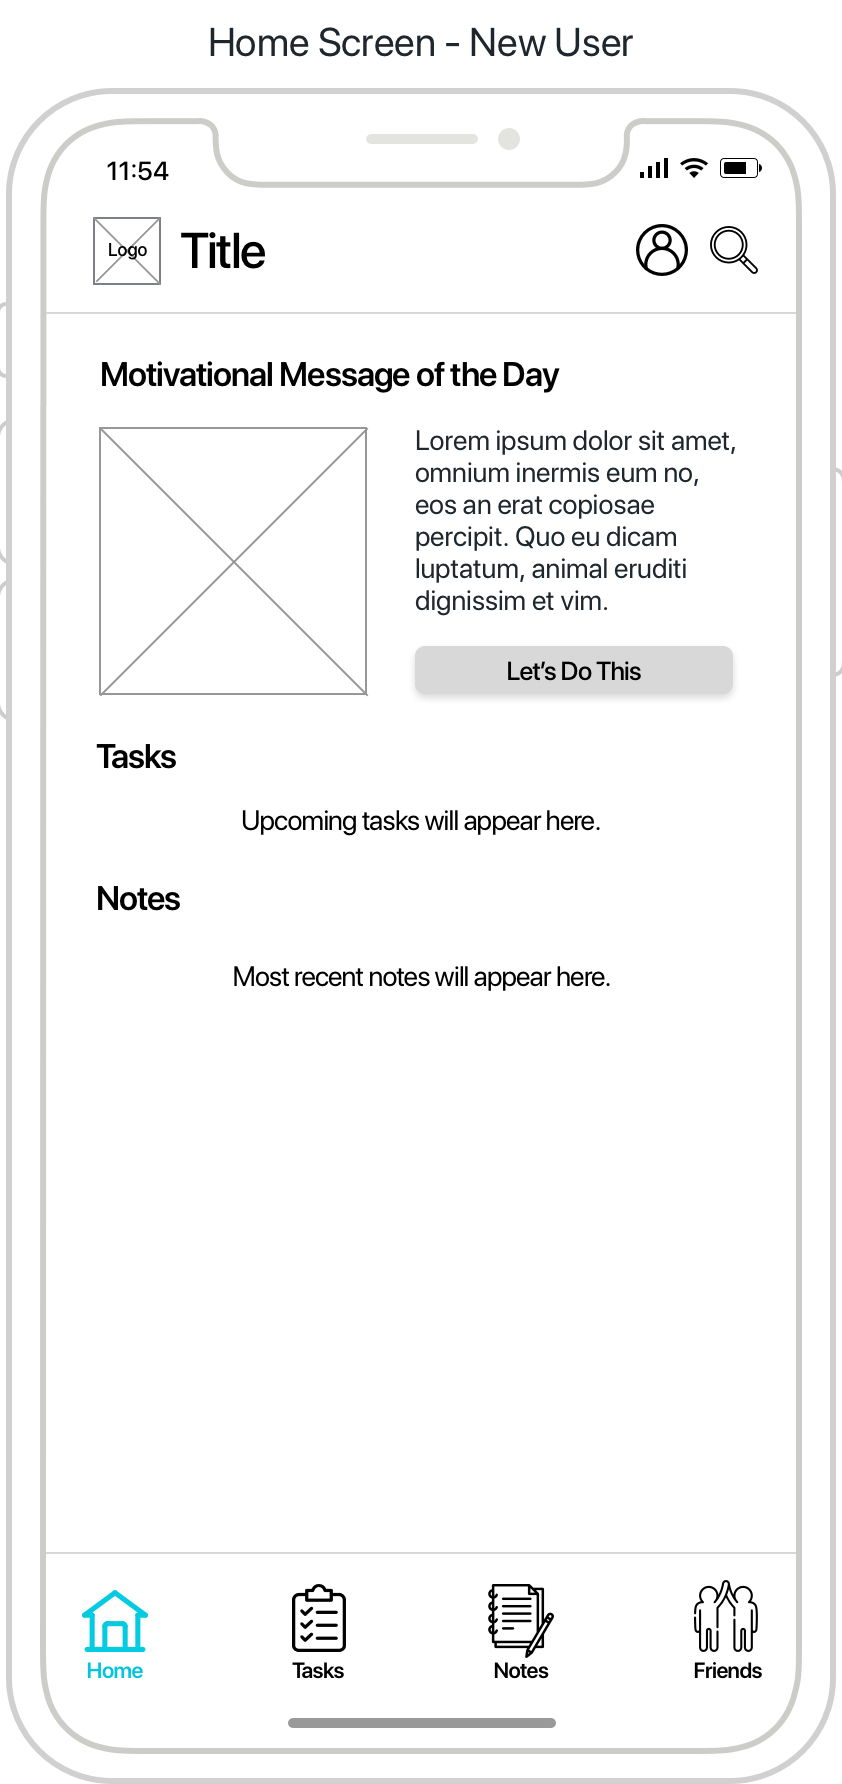 Home Screen - New User
11:54
Logo
Title
Motivational Message of the Day
Lorem ipsum dolor sit amet,
omnium inermis eum no,
eos an erat copiosae
percipit. Quo eu dicam
luptatum, animal eruditi
dignissim et vim.
Let's Do This
Tasks
Upcoming tasks will appear here.
Notes
Most recent notes will appear here.
Home
Tasks
Notes
Friends